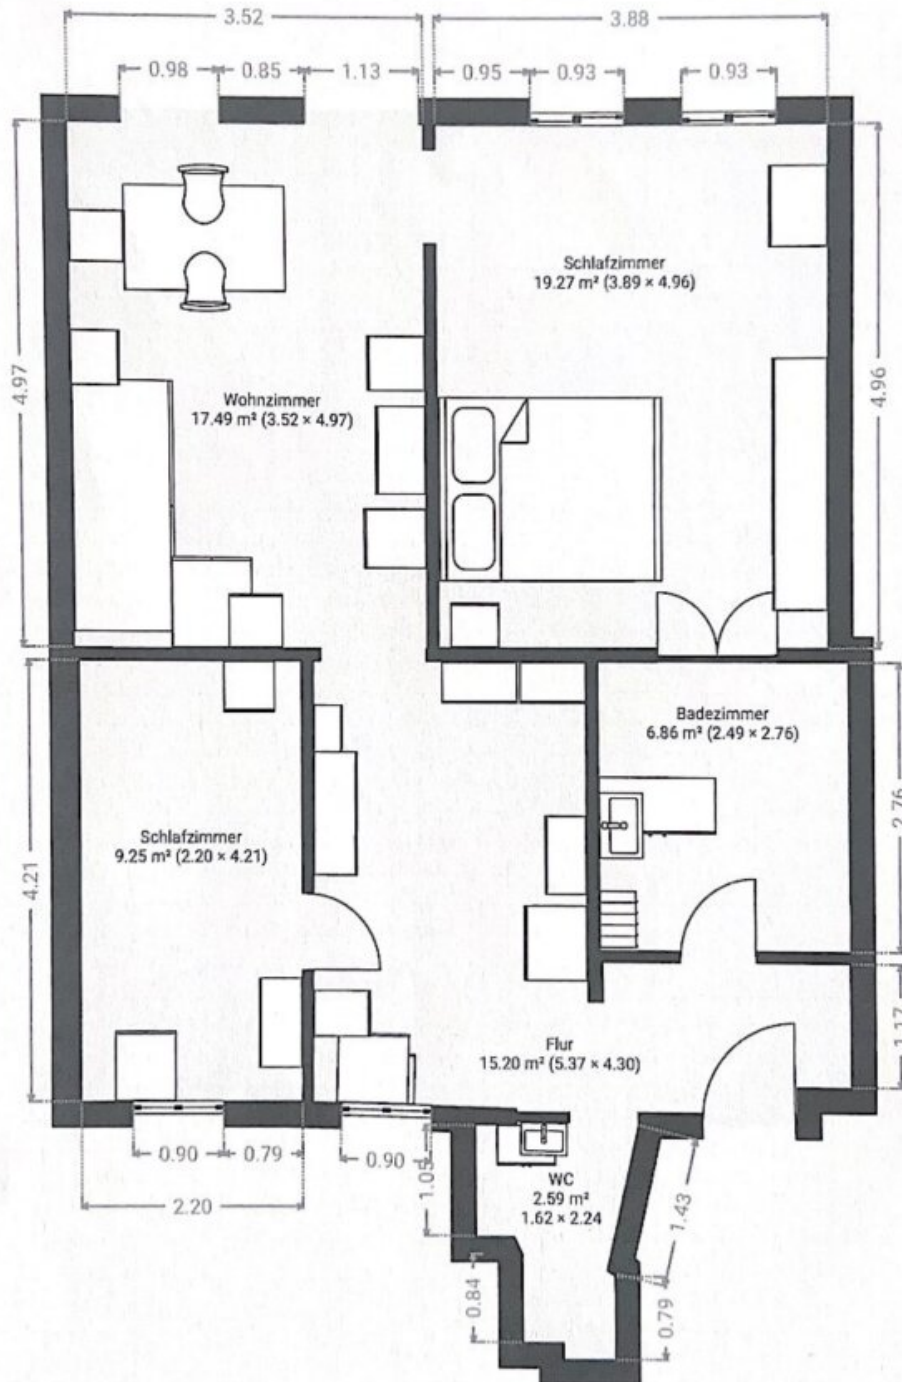 3.52
3.88
0.98
0.85
1.13
0.95
0.93
0.93
4.97
4.96
Schlafzimmer
19.27 m² (3.89 × 4.96)
Wohnzimmer
17.49 m² (3.52 × 4.97)
Badezimmer
6.86 m² (2.49 × 2.76)
2.76
Schlafzimmer
9.25 m² (2.20 × 4.21)
4.21
Flur
15.20 m² (5.37 × 4.30)
1.17
0.90
0.79
0.90
1.05
2.20
WC
2.59 m²
1.62 × 2.24
1.43
0.84
0.79